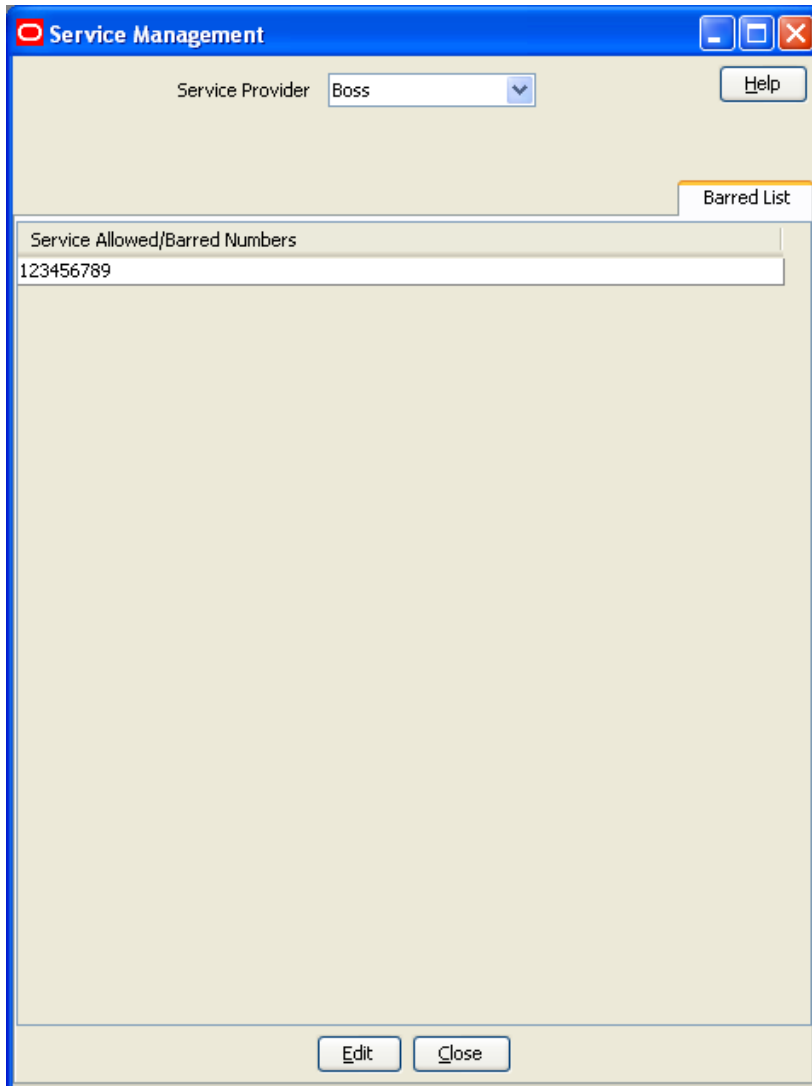 Service Management
Service Provider Boss Help
Barred List
Service Allowed/Barred Numbers
123456789
Edit Close